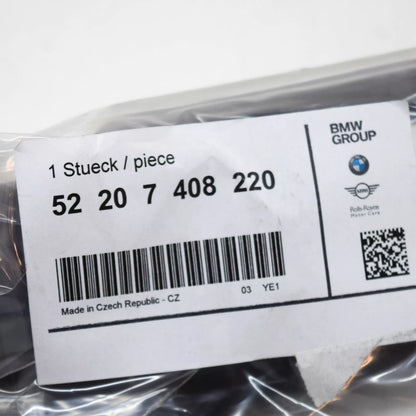 1 Stueck / piece
52 20 7 408 220
Made in Czech Republic - CZ
03 YE1
BMW
GROUP
MINI
Rolls-Royce
Motor Cars